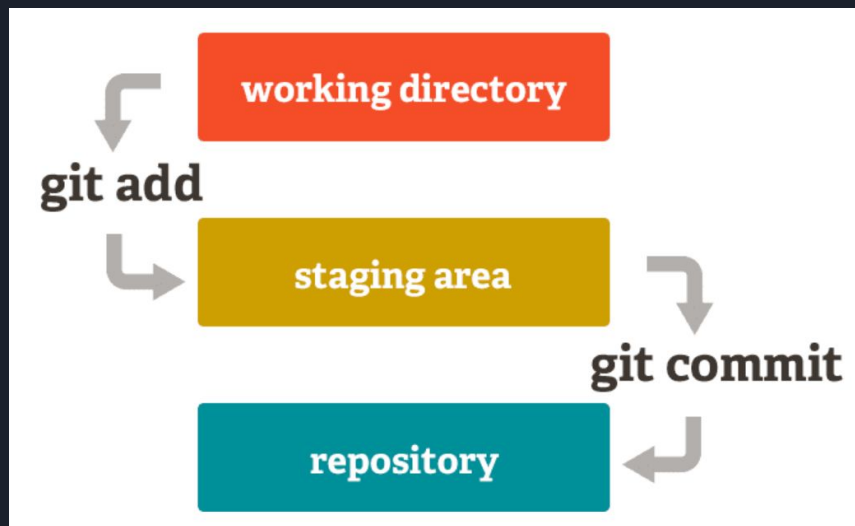 working directory
git add
staging area
git commit
repository